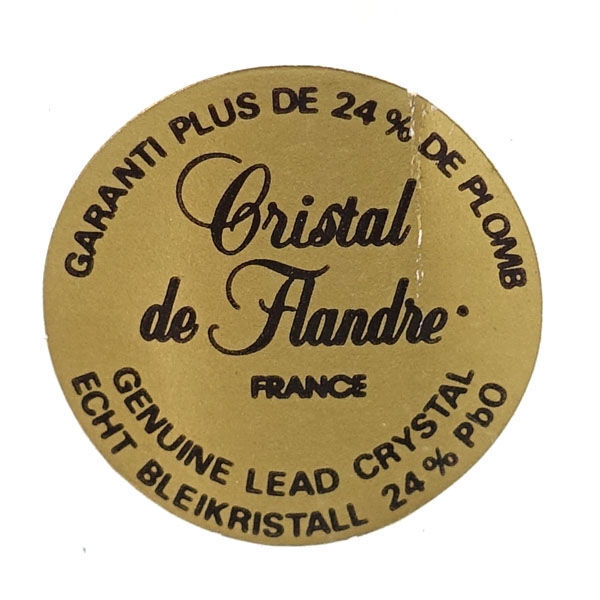 GARANTI PLUS DE 24 % DE PLOMB
Cristal
de Flandre
FRANCE
GENUINE LEAD CRYSTAL
ECHT BLEIKRISTALL 24 % PbO